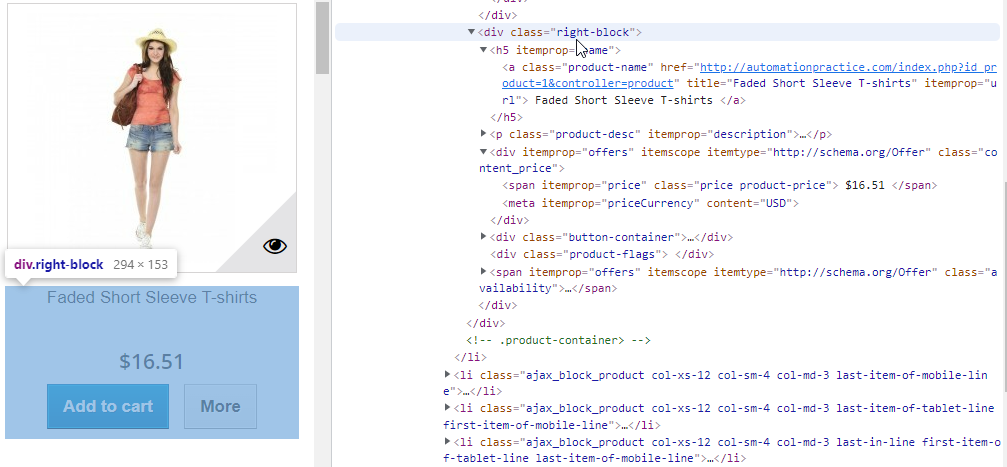 div.right-block 294 × 153
Faded Short Sleeve T-shirts
$16.51
Add to cart
More
</div>
<div class="right-block">
<h5 itemprop="name">
<a class="product-name" href="http://automationpractice.com/index.php?id_pr
oduct=1&controller=product" title="Faded Short Sleeve T-shirts" itemprop="u
rl"> Faded Short Sleeve T-shirts </a>
</h5>
<p class="product-desc" itemprop="description">…</p>
<div itemprop="offers" itemscope itemtype="http://schema.org/Offer" class="co
ntent_price">
<span itemprop="price" class="price product-price"> $16.51 </span>
<meta itemprop="priceCurrency" content="USD">
</div>
<div class="button-container">…</div>
<div class="product-flags"> </div>
<span itemprop="offers" itemscope itemtype="http://schema.org/Offer" class="a
vailability">…</span>
</div>
</div>
<!-- .product-container> -->
</li>
<li class="ajax_block_product col-xs-12 col-sm-4 col-md-3 last-item-of-mobile-lin
e">…</li>
<li class="ajax_block_product col-xs-12 col-sm-4 col-md-3 last-item-of-tablet-line
first-item-of-mobile-line">…</li>
<li class="ajax_block_product col-xs-12 col-sm-4 col-md-3 last-in-line first-item-o
f-tablet-line last-item-of-mobile-line">…</li>